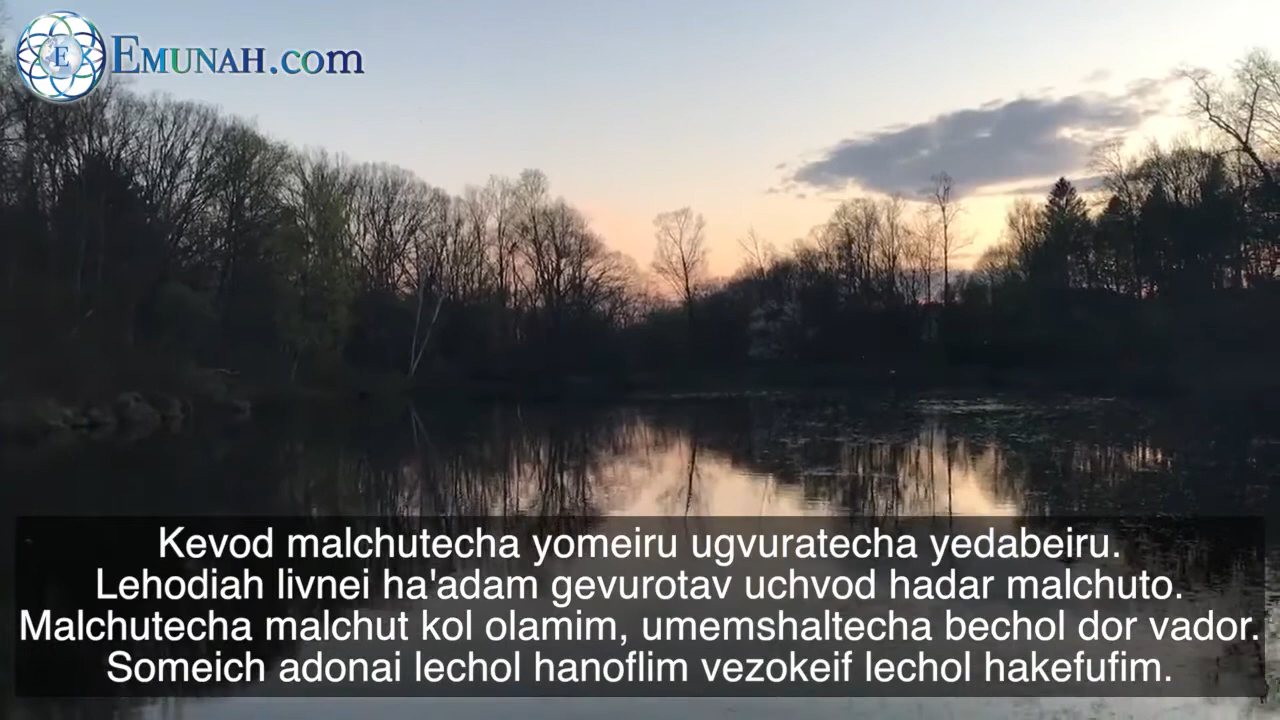 E EMUNAH.com
Kevod malchutecha yomeiru ugvuratecha yedabeiru.
Lehodiah livnei ha'adam gevurotav uchvod hadar malchuto.
Malchutecha malchut kol olamim, umemshaltecha bechol dor vador.
Someich adonai lechol hanoflim vezokeif lechol hakefufim.